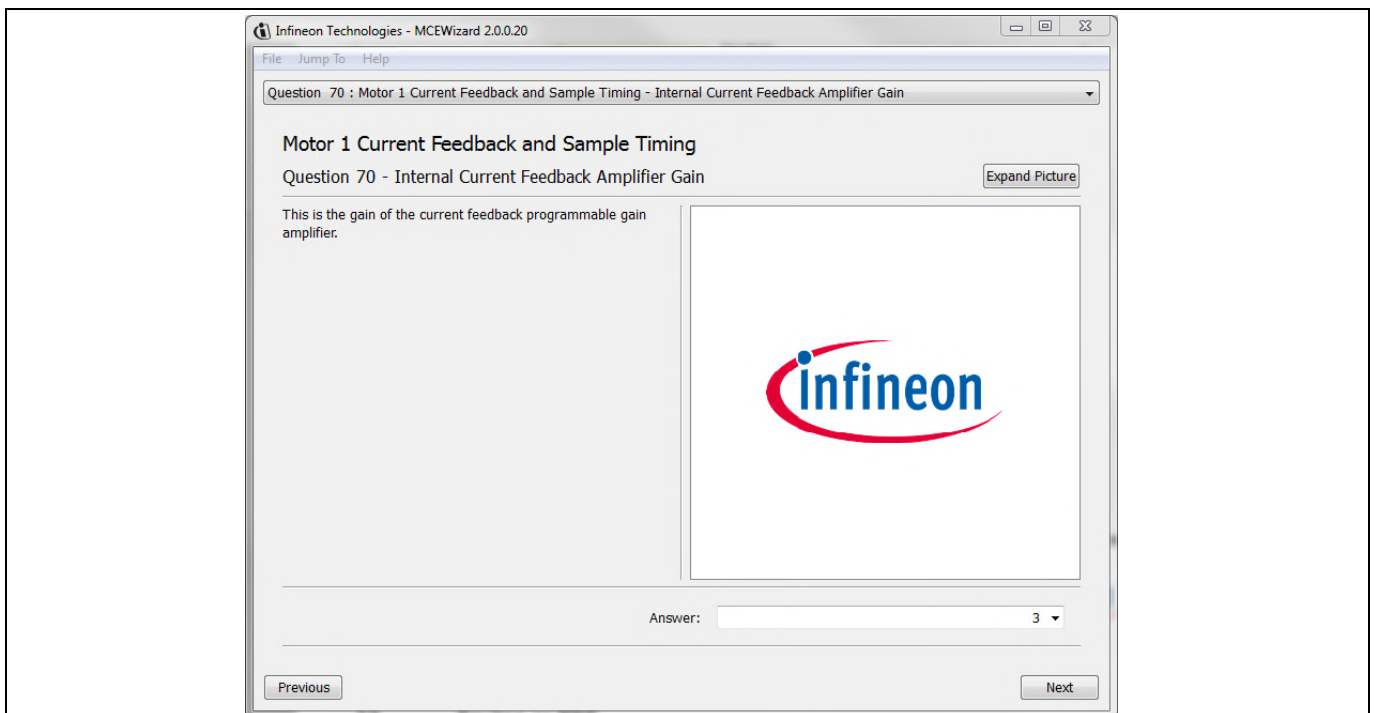 Infineon Technologies - MCEWizard 2.0.0.20
File Jump To Help
Question 70 : Motor 1 Current Feedback and Sample Timing - Internal Current Feedback Amplifier Gain
Motor 1 Current Feedback and Sample Timing
Question 70 - Internal Current Feedback Amplifier Gain
Expand Picture
This is the gain of the current feedback programmable gain
amplifier.
infineon
Answer: 3
Previous Next